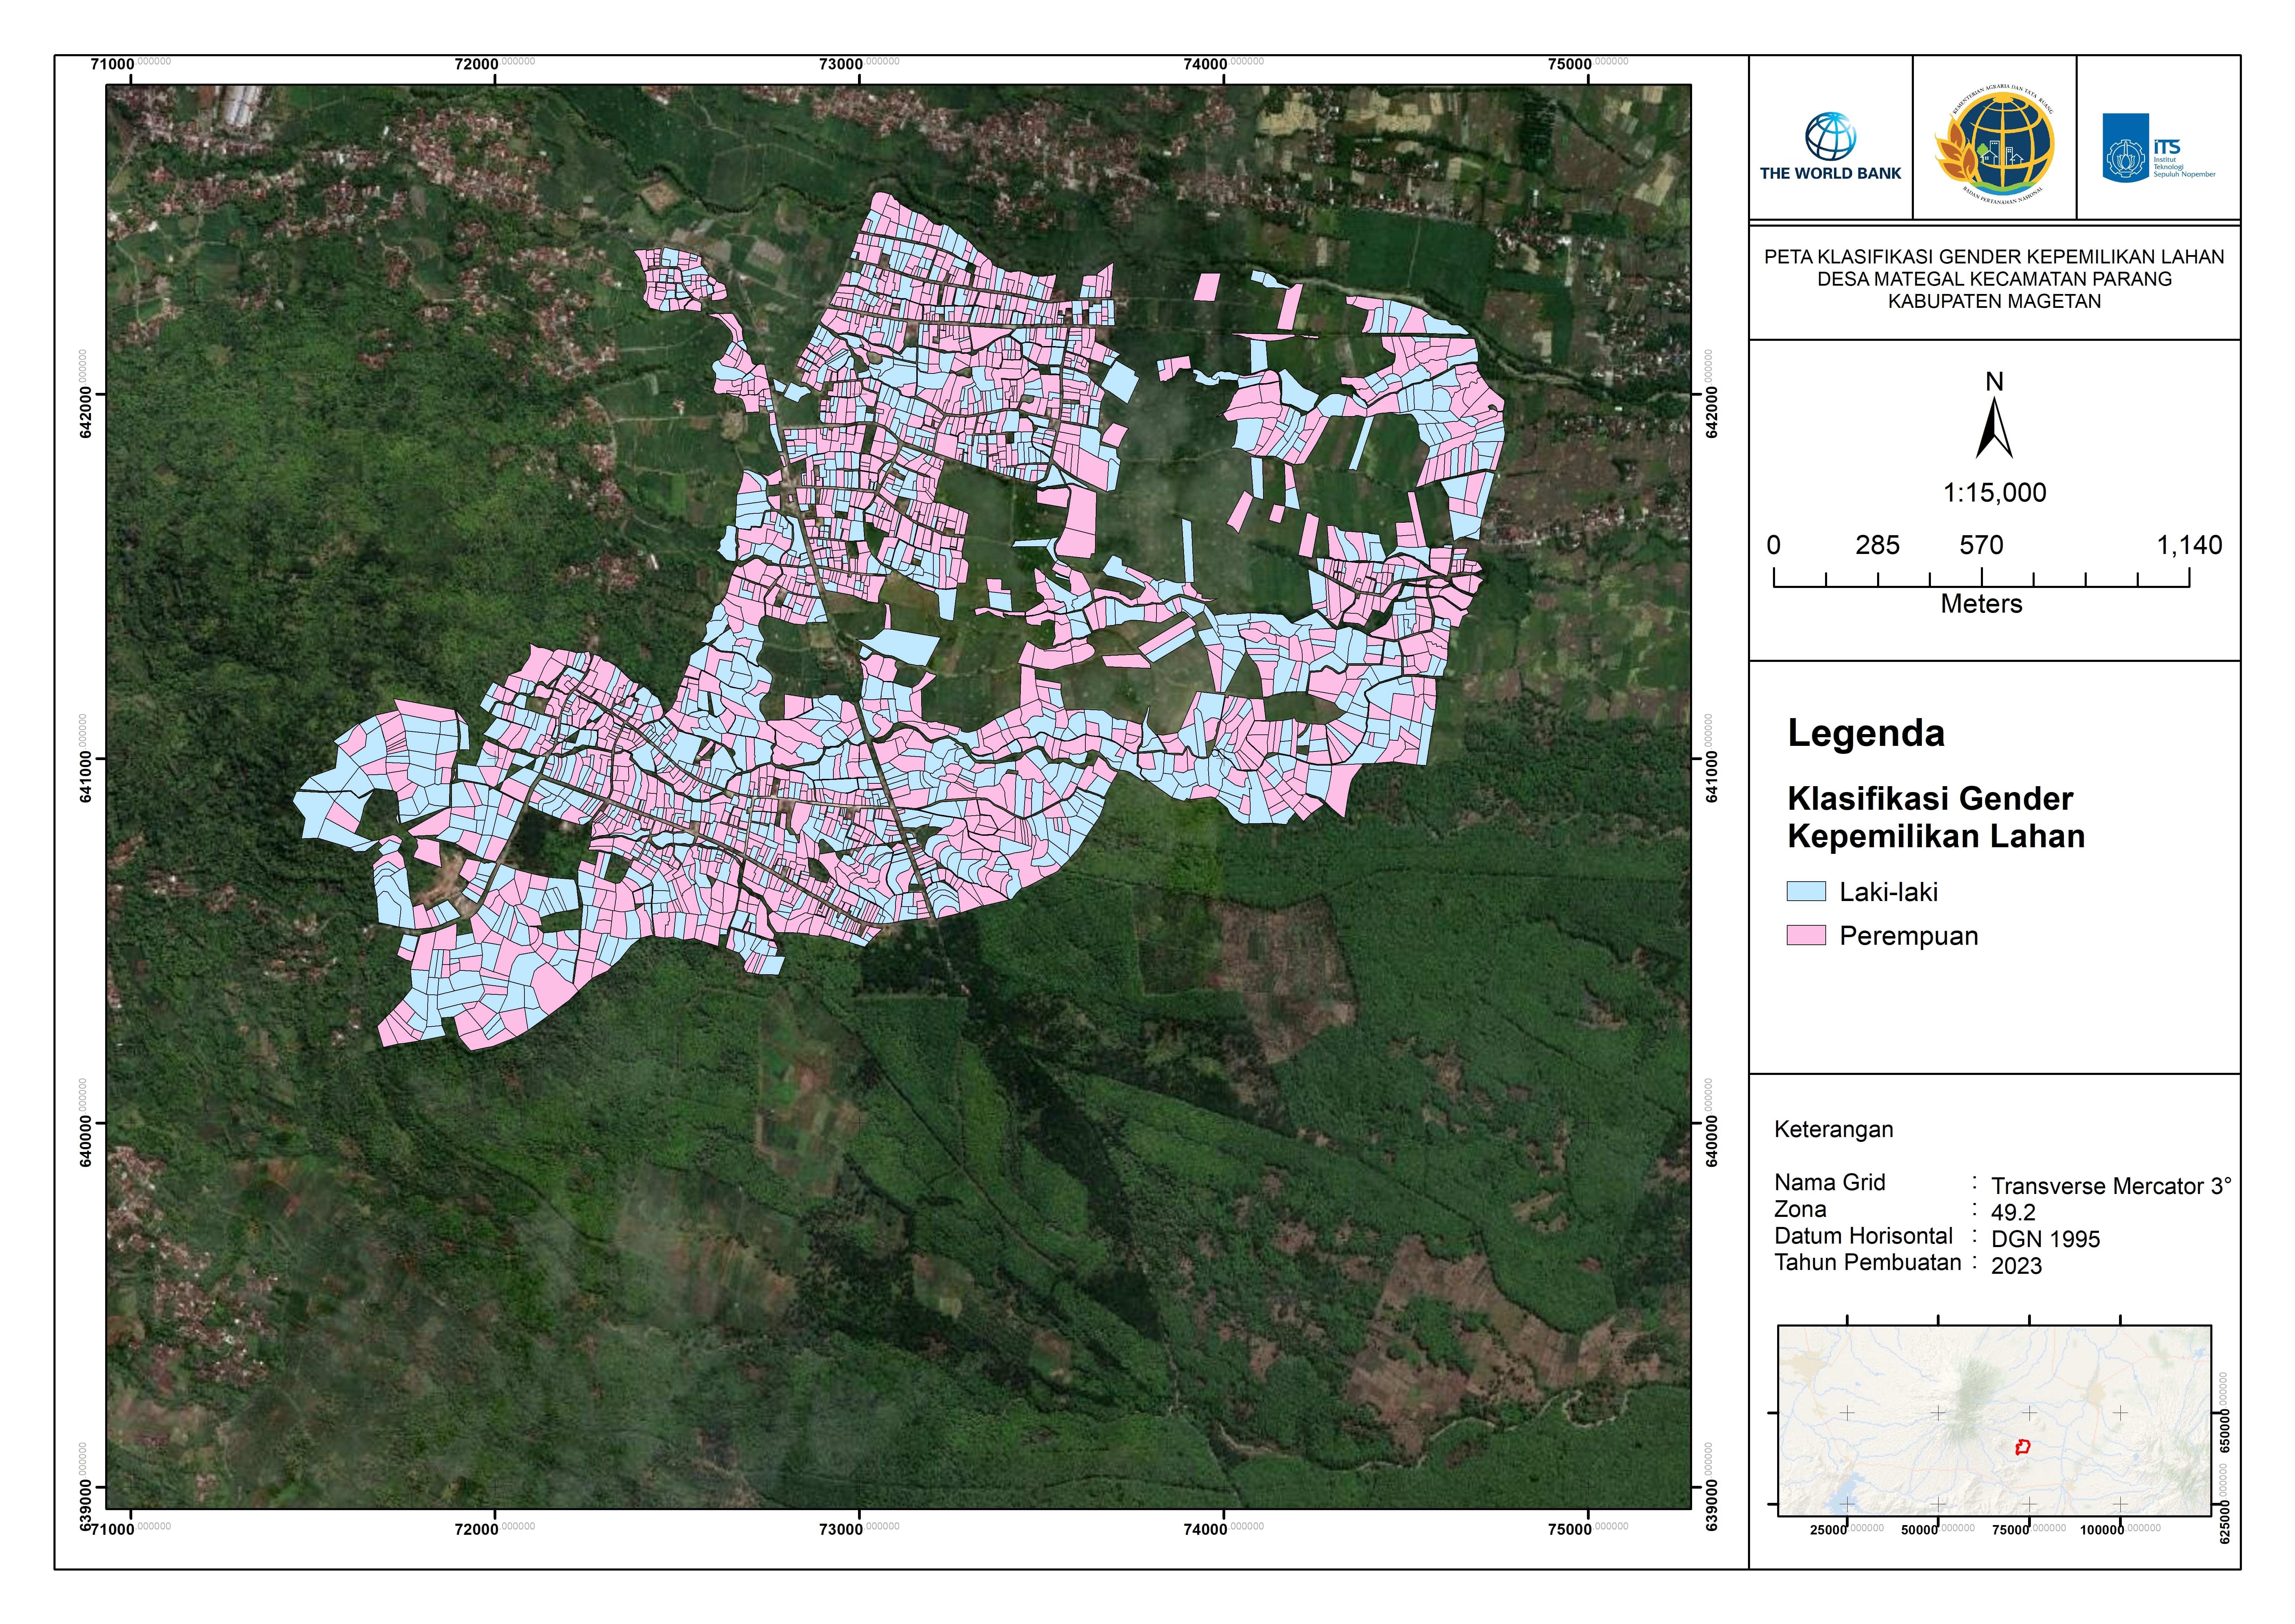 71000.000000
72000.000000
73000.000000
74000.000000
75000.000000
642000.000000
641000.000000
640000.000000
639000.000000
642000.000000
641000.000000
640000.000000
639000.000000
71000.000000
72000.000000
73000.000000
74000.000000
75000.000000
THE WORLD BANK
KEMENTERIAN AGRARIA DAN TATA RUANG
BADAN PERTANAHAN NASIONAL
iTS
Institut
Teknologi
Sepuluh Nopember
PETA KLASIFIKASI GENDER KEPEMILIKAN LAHAN
DESA MATEGAL KECAMATAN PARANG
KABUPATEN MAGETAN
N
1:15,000
0 285 570 1,140
Meters
Legenda
Klasifikasi Gender
Kepemilikan Lahan
Laki-laki
Perempuan
Keterangan
Nama Grid : Transverse Mercator 3°
Zona : 49.2
Datum Horisontal : DGN 1995
Tahun Pembuatan : 2023
650000.000000
625000.000000
25000.000000
50000.000000
75000.000000
100000.000000